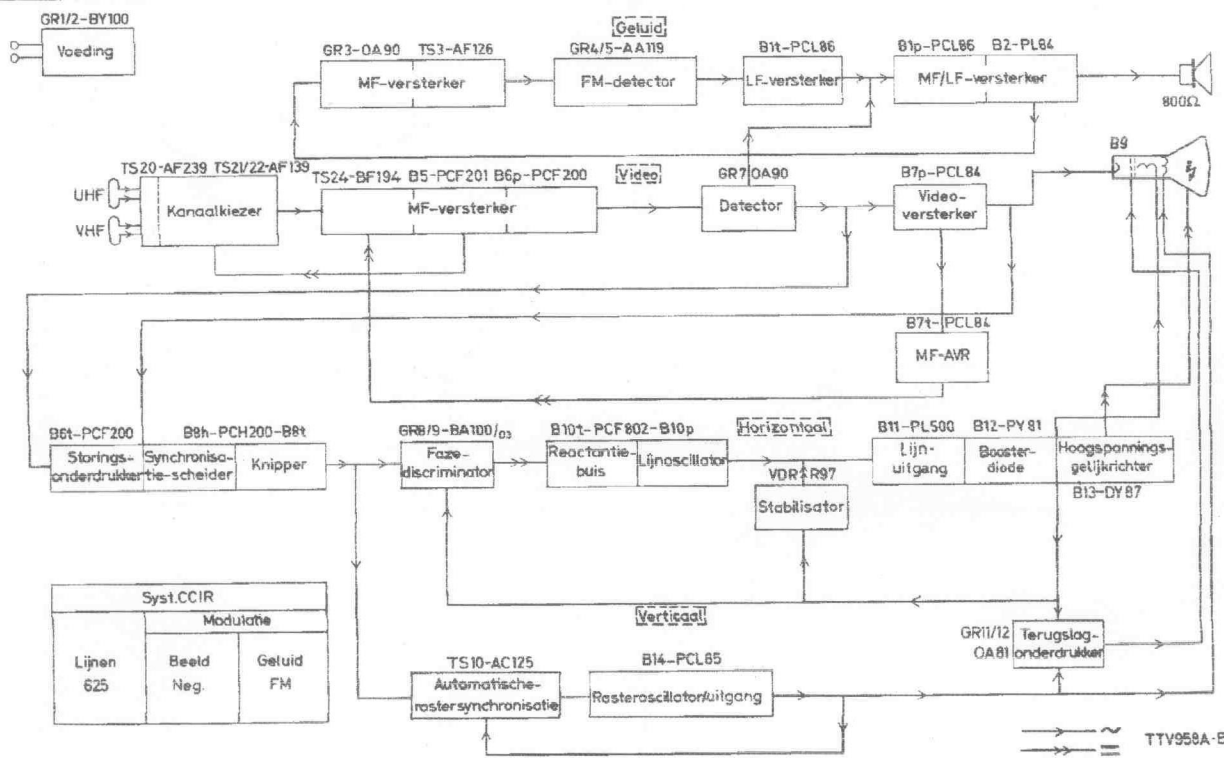 GR1/2-BY100
Voeding
Geluid
GR3-OA90 TS3-AF126
MF-versterker
GR4/5-AA119
FM-detector
B1t-PCL86
LF-versterker
B1p-PCL86 B2-PL84
MF/LF-versterker
800Ω
TS20-AF239 TS21/22-AF139
UHF
VHF
Kanaalkiezer
TS24-BF194 B5-PCF201 B6p-PCF200
MF-versterker
Video
GR7-OA90
Detector
B7p-PCL84
Video-
versterker
B9
B7t-PCL84
MF-AVR
B6t-PCF200
Storings-
onderdrukker
B8h-PCH200-B8t
Synchronisa-
tie-scheider
Knipper
GR8/9-BA100/03
Faze-
discriminator
B10t-PCF802-B10p
Reactantie-
buis
Lijnoscillator
Horizontaal
VDR R97
Stabilisator
B11-PL500
Lijn-
uitgang
B12-PY81
Booster-
diode
Hoogspannings-
gelijkrichter
B13-DY87
Syst.CCIR
Modulatie
Lijnen
625
Beeld
Neg.
Geluid
FM
Verticaal
TS10-AC125
Automatische-
rastersynchronisatie
B14-PCL85
Rasteroscillator/uitgang
GR11/12
OA81
Terugslag-
onderdrukker
~
=
TTV958A-B